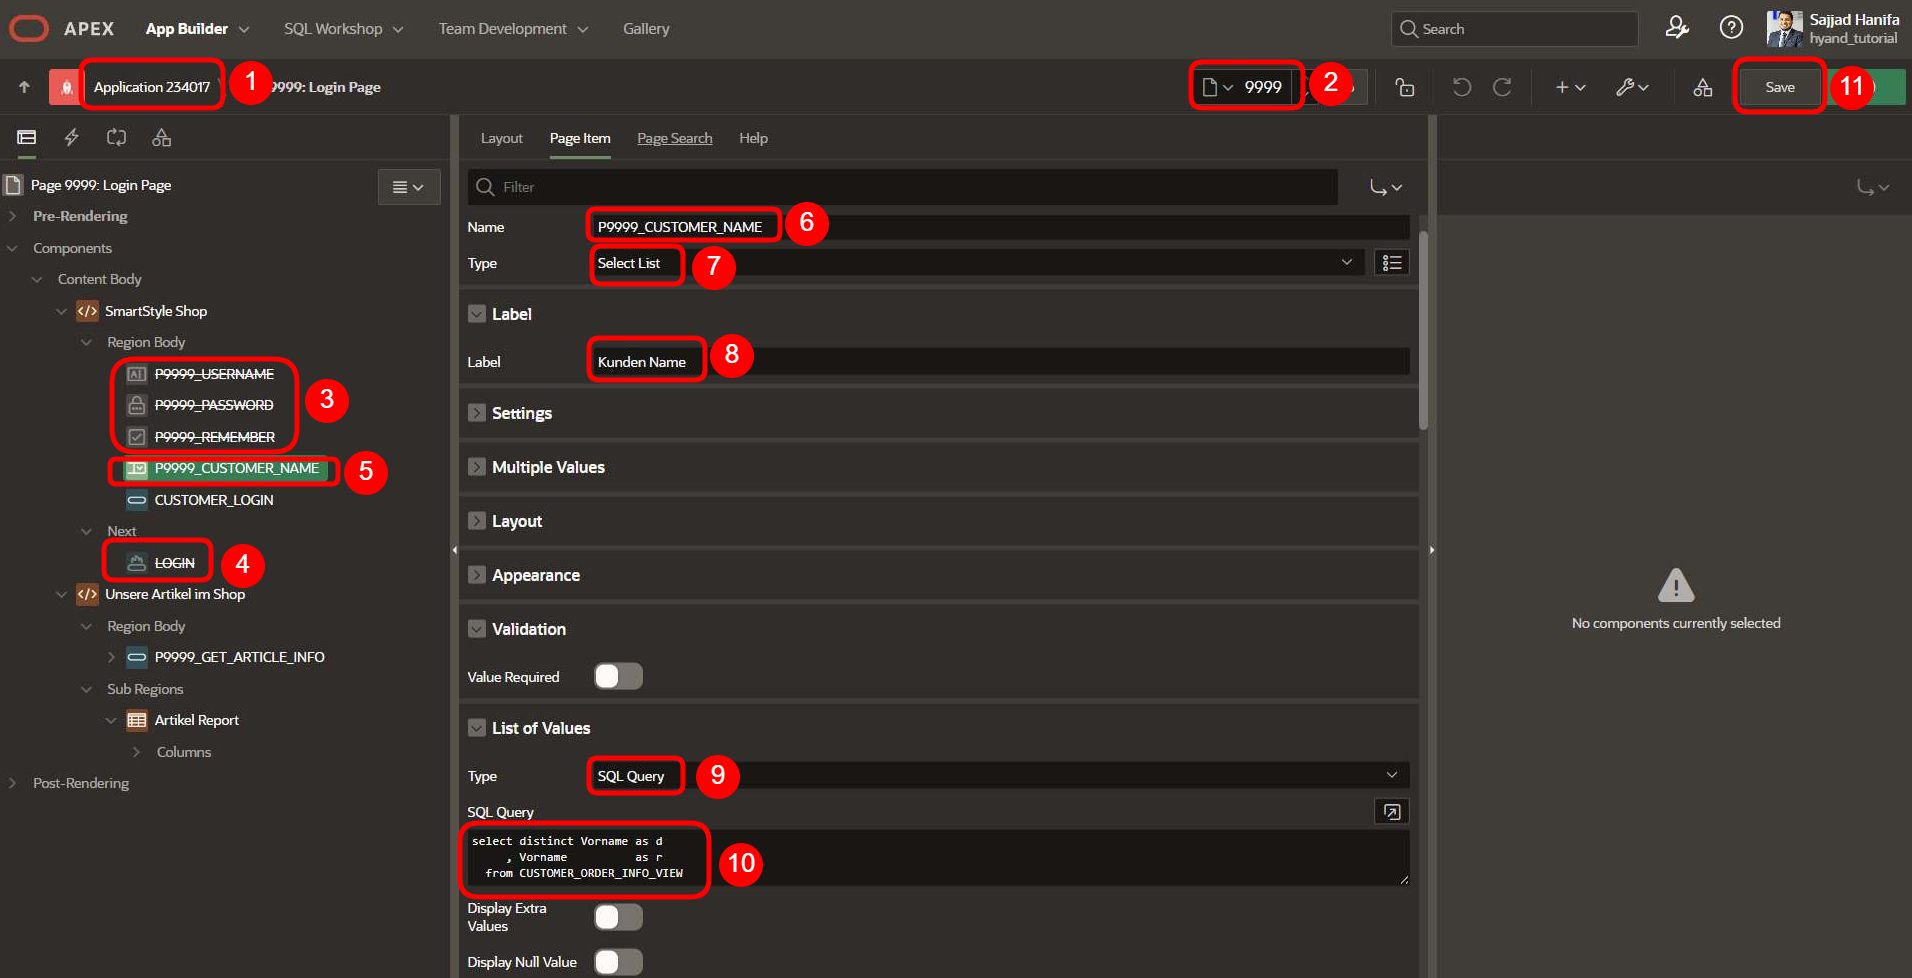 APEX App Builder SQL Workshop Team Development Gallery Search Sajjad Hanifa
hyand_tutorial
Application 234017 1 9999: Login Page 9999 2 Save 11
Layout Page Item Page Search Help
Page 9999: Login Page
Pre-Rendering
Components
Content Body
SmartStyle Shop
Region Body
P9999_USERNAME
P9999_PASSWORD
3
P9999_REMEMBER
P9999_CUSTOMER_NAME 5
CUSTOMER_LOGIN
Next
LOGIN 4
Unsere Artikel im Shop
Region Body
P9999_GET_ARTICLE_INFO
Sub Regions
Artikel Report
Columns
Post-Rendering
Filter
Name P9999_CUSTOMER_NAME 6
Type Select List 7
Label
Label Kunden Name 8
Settings
Multiple Values
Layout
Appearance
Validation
Value Required
List of Values
Type SQL Query 9
SQL Query
select distinct Vorname as d
, Vorname as r
from CUSTOMER_ORDER_INFO_VIEW
10
Display Extra
Values
Display Null Value
No components currently selected